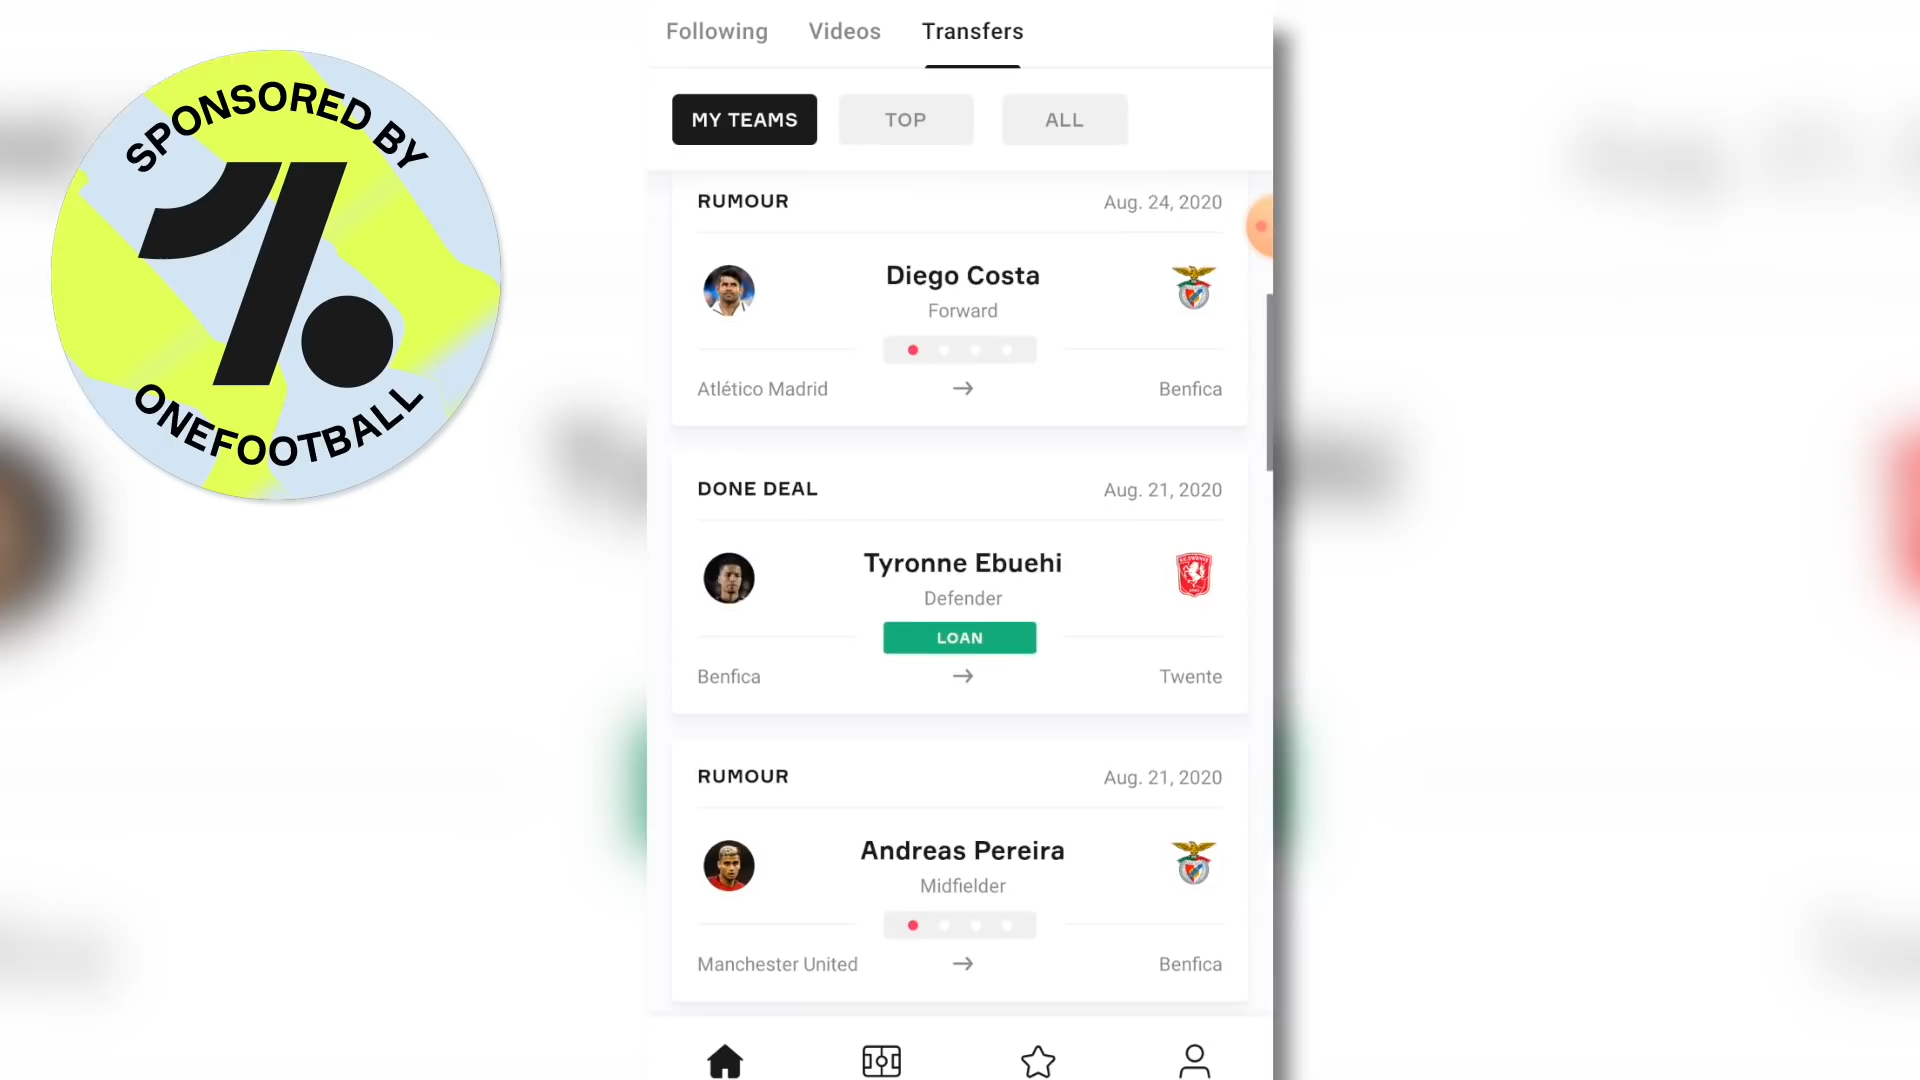 SPONSORED BY
ONEFOOTBALL
Following Videos Transfers
MY TEAMS TOP ALL
RUMOUR Aug. 24, 2020
Diego Costa
Forward
Atlético Madrid → Benfica
DONE DEAL Aug. 21, 2020
Tyronne Ebuehi
Defender
LOAN
Benfica → Twente
RUMOUR Aug. 21, 2020
Andreas Pereira
Midfielder
Manchester United → Benfica